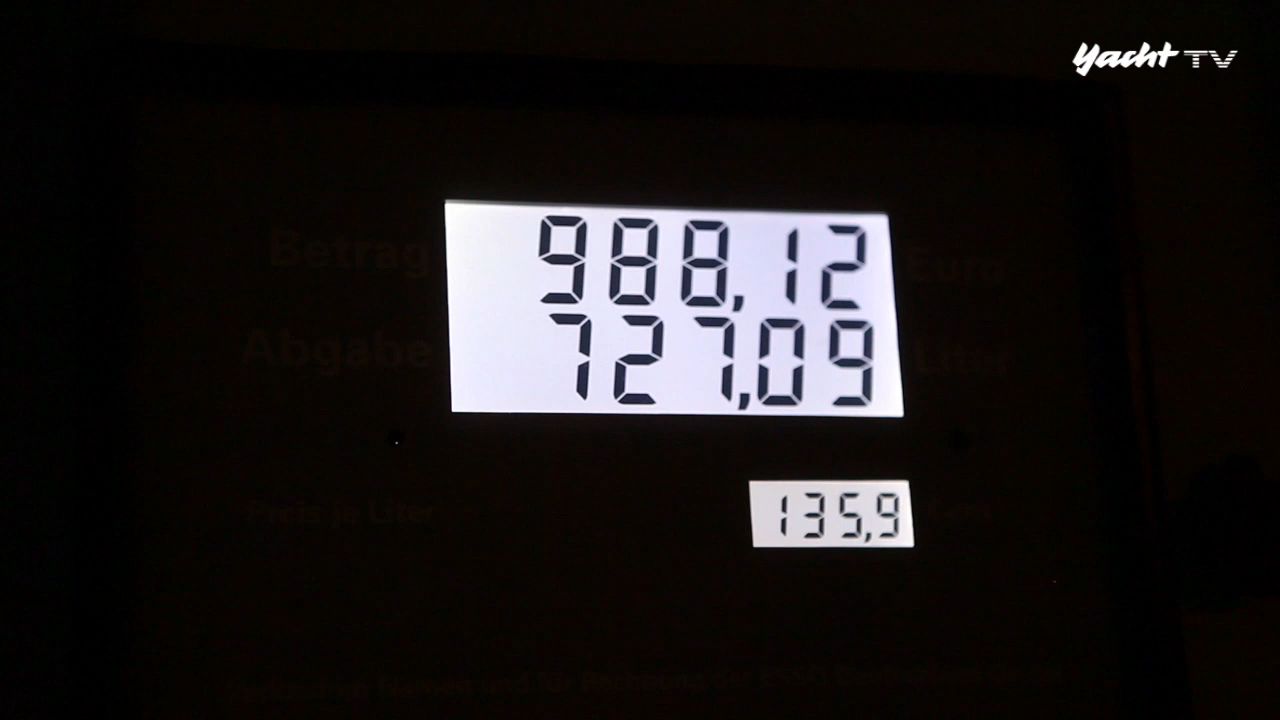 Yacht TV
Betrag 988,12 Euro
Abgabe 727,09 Liter
Preis je Liter 135,9